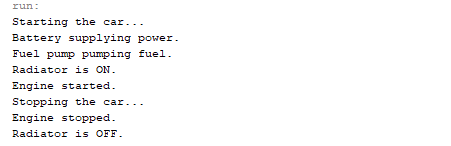 run:
Starting the car...
Battery supplying power.
Fuel pump pumping fuel.
Radiator is ON.
Engine started.
Stopping the car...
Engine stopped.
Radiator is OFF.